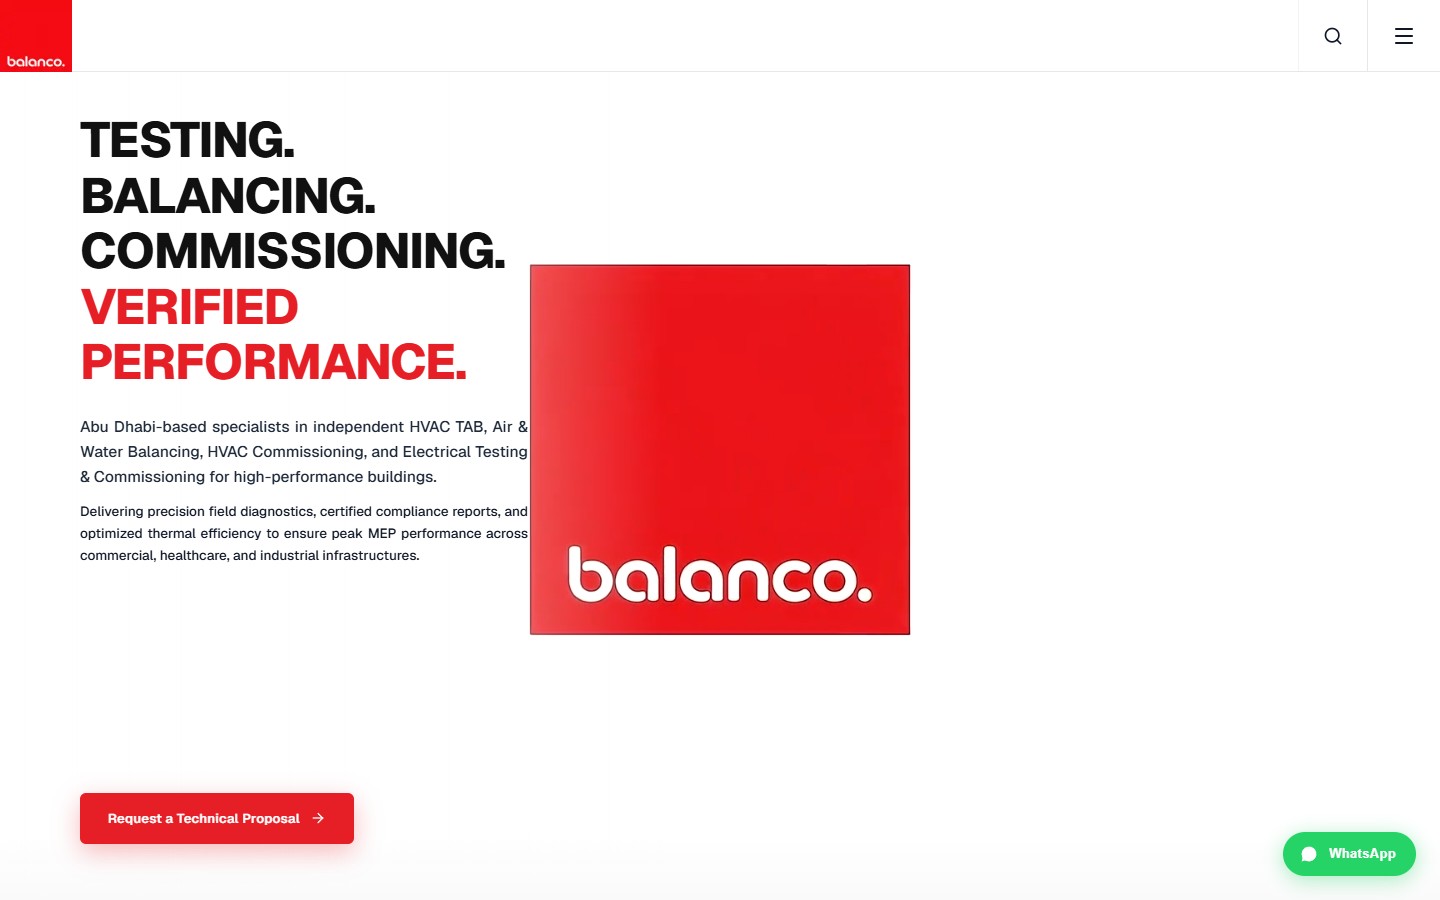 balanco.
TESTING.
BALANCING.
COMMISSIONING.
VERIFIED
PERFORMANCE.
Abu Dhabi-based specialists in independent HVAC TAB, Air &
Water Balancing, HVAC Commissioning, and Electrical Testing
& Commissioning for high-performance buildings.
Delivering precision field diagnostics, certified compliance reports, and
optimized thermal efficiency to ensure peak MEP performance across
commercial, healthcare, and industrial infrastructures.
balanco.
Request a Technical Proposal
WhatsApp